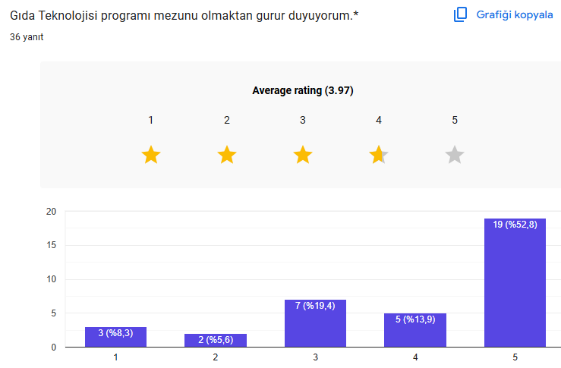 Gıda Teknolojisi programı mezunu olmaktan gurur duyuyorum.*
Grafiği kopyala
36 yanıt
Average rating (3.97)
1 2 3 4 5
20
15
10
5
0
3 (%8,3)
2 (%5,6)
7 (%19,4)
5 (%13,9)
19 (%52,8)
1 2 3 4 5